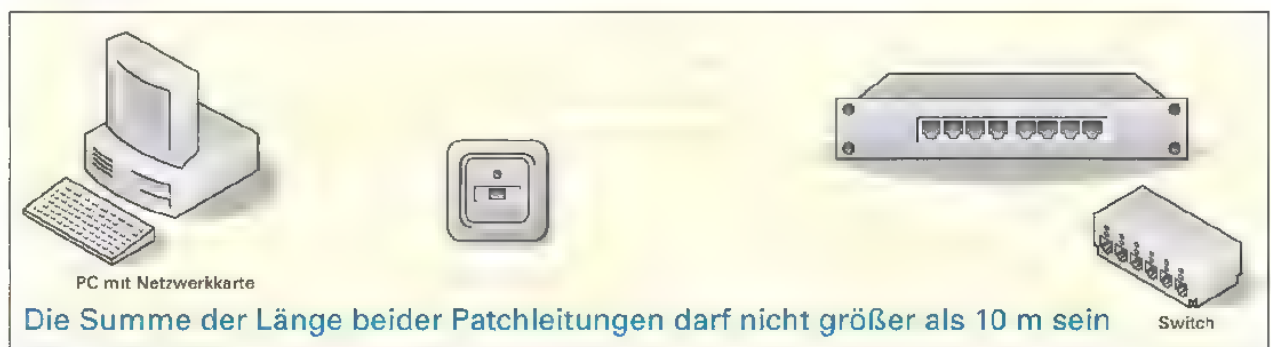 PC mit Netzwerkkarte
Die Summe der Länge beider Patchleitungen darf nicht größer als 10 m sein
Switch